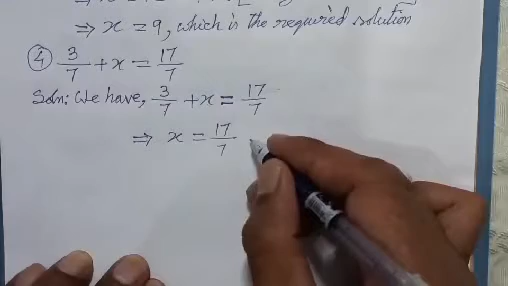 ⇒ x = 9, which is the required solution
④ 3/7 + x = 17/7
Soln: We have, 3/7 + x = 17/7
⇒ x = 17/7